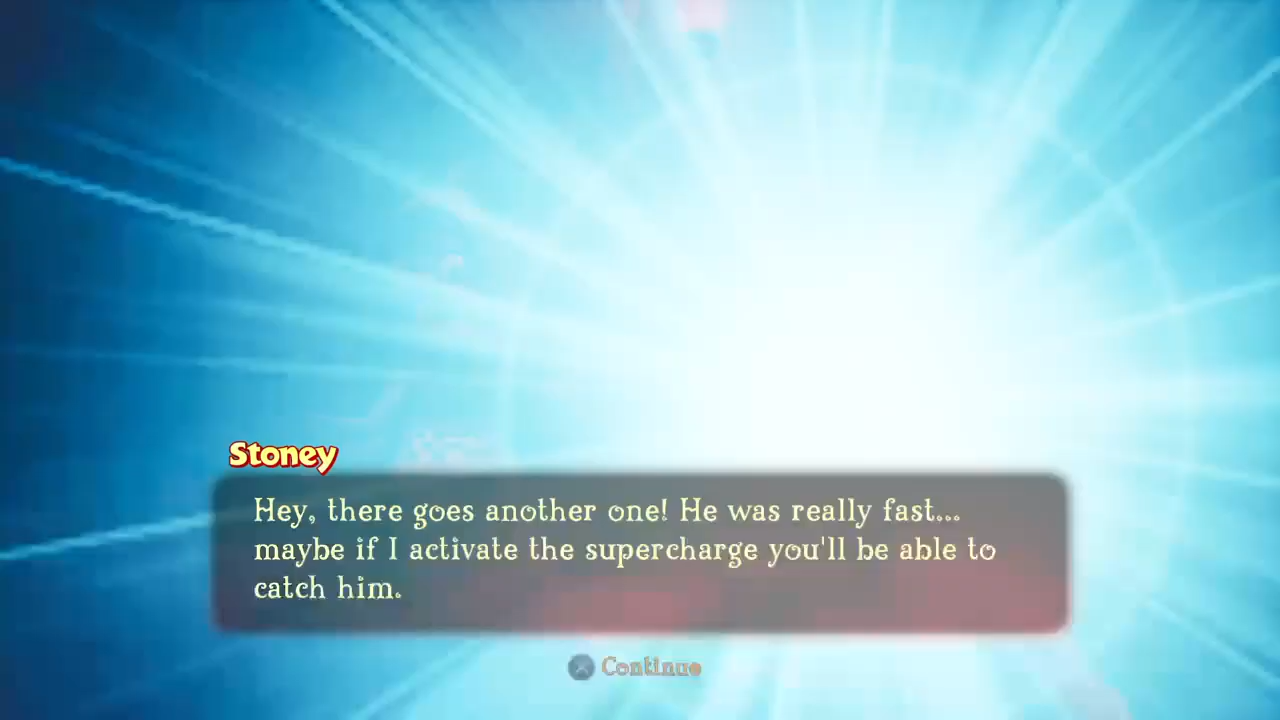 Stoney
Hey, there goes another one! He was really fast...
maybe if I activate the supercharge you'll be able to
catch him.
Continue